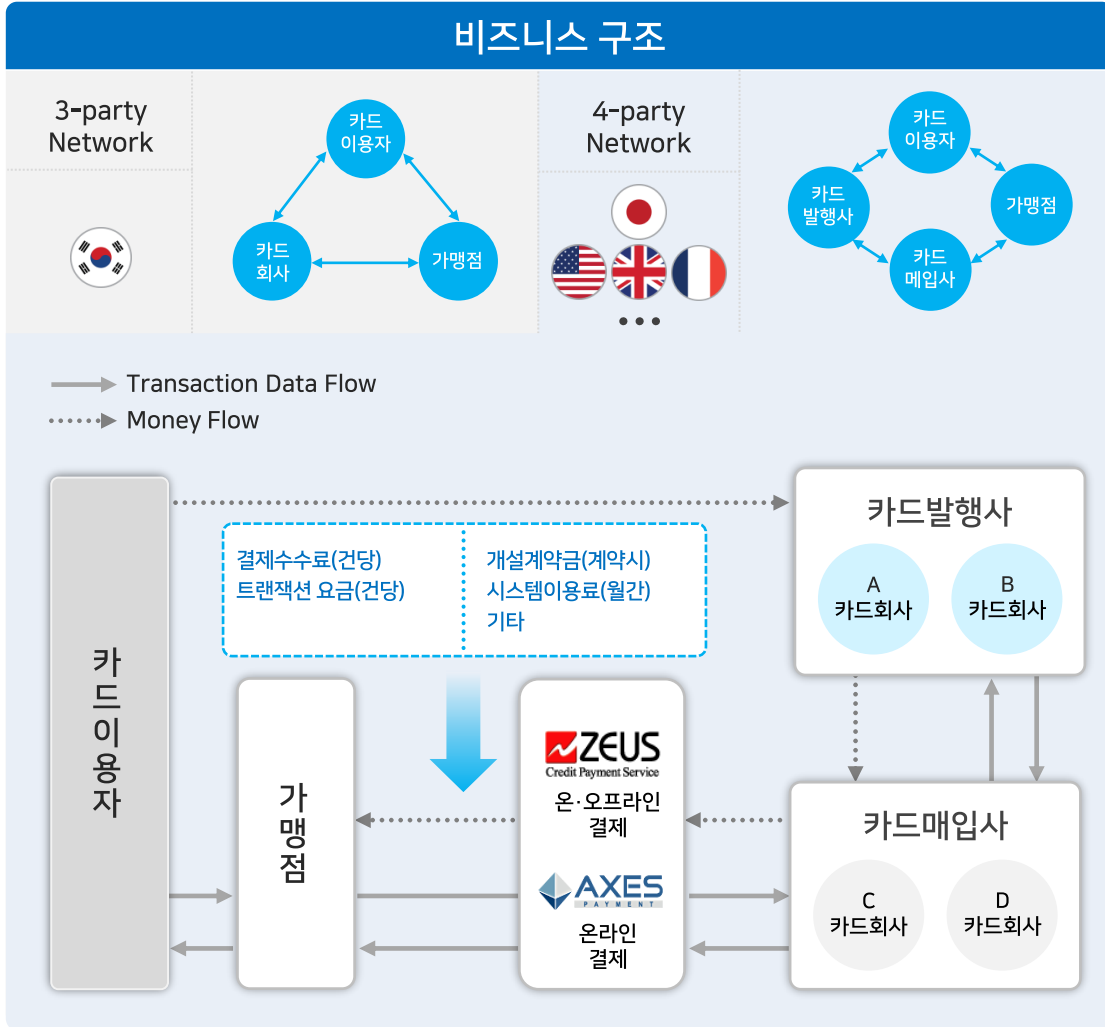 비즈니스 구조
3-party
Network
카드
이용자
카드
회사
가맹점
4-party
Network
카드
이용자
카드
발행사
가맹점
카드
메입사
Transaction Data Flow
Money Flow
카드이용자
결제수수료(건당)
트랜잭션 요금(건당)
개설계약금(계약시)
시스템이용료(월간)
기타
가맹점
ZEUS
Credit Payment Service
온·오프라인
결제
AXES
PAYMENT
온라인
결제
카드발행사
A
카드회사
B
카드회사
카드매입사
C
카드회사
D
카드회사